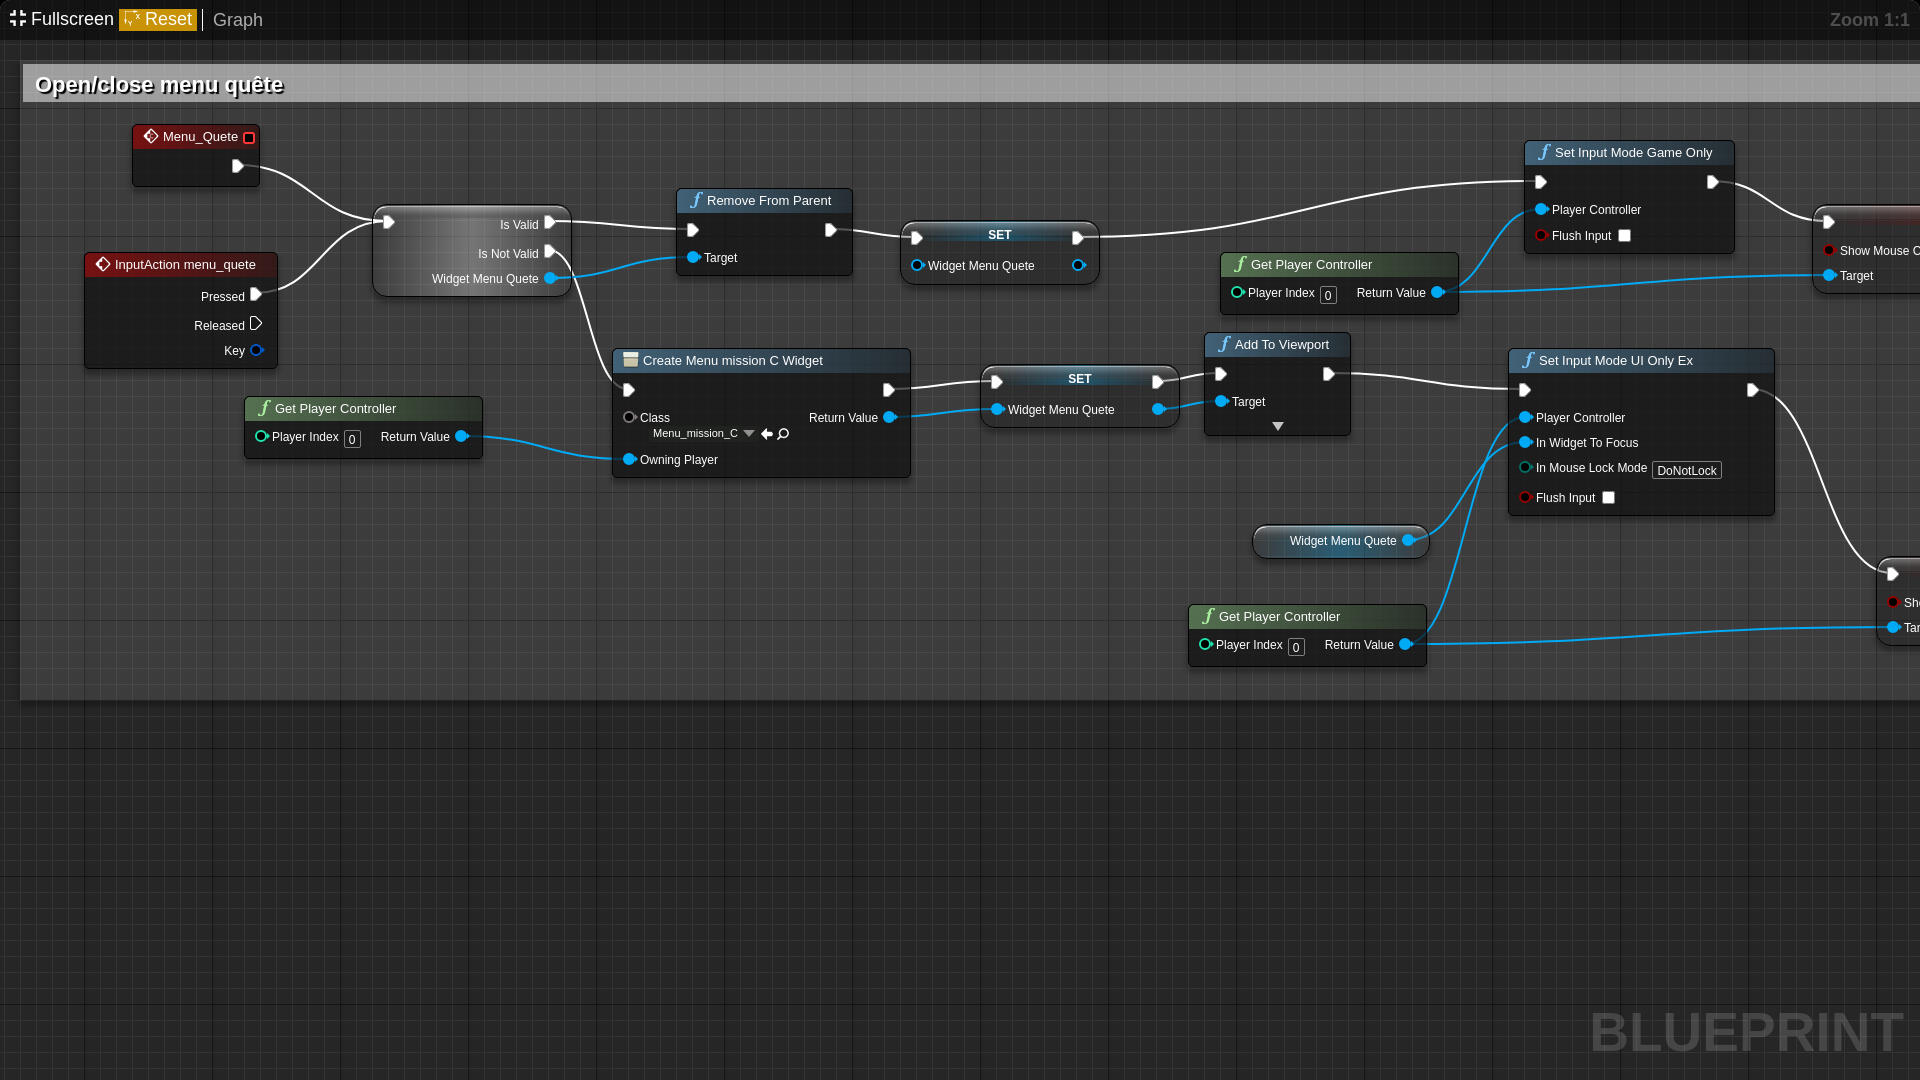 Fullscreen Reset Graph
Zoom 1:1
Open/close menu quête
Menu_Quete
InputAction menu_quete
Pressed
Released
Key
Is Valid
Is Not Valid
Widget Menu Quete
Remove From Parent
Target
SET
Widget Menu Quete
Set Input Mode Game Only
Player Controller
Flush Input
Get Player Controller
Player Index 0 Return Value
Show Mouse C
Target
Get Player Controller
Player Index 0 Return Value
Create Menu mission C Widget
Class Return Value
Menu_mission_C
Owning Player
SET
Widget Menu Quete
Add To Viewport
Target
Set Input Mode UI Only Ex
Player Controller
In Widget To Focus
In Mouse Lock Mode DoNotLock
Flush Input
Widget Menu Quete
Get Player Controller
Player Index 0 Return Value
Sho
Tar
BLUEPRINT